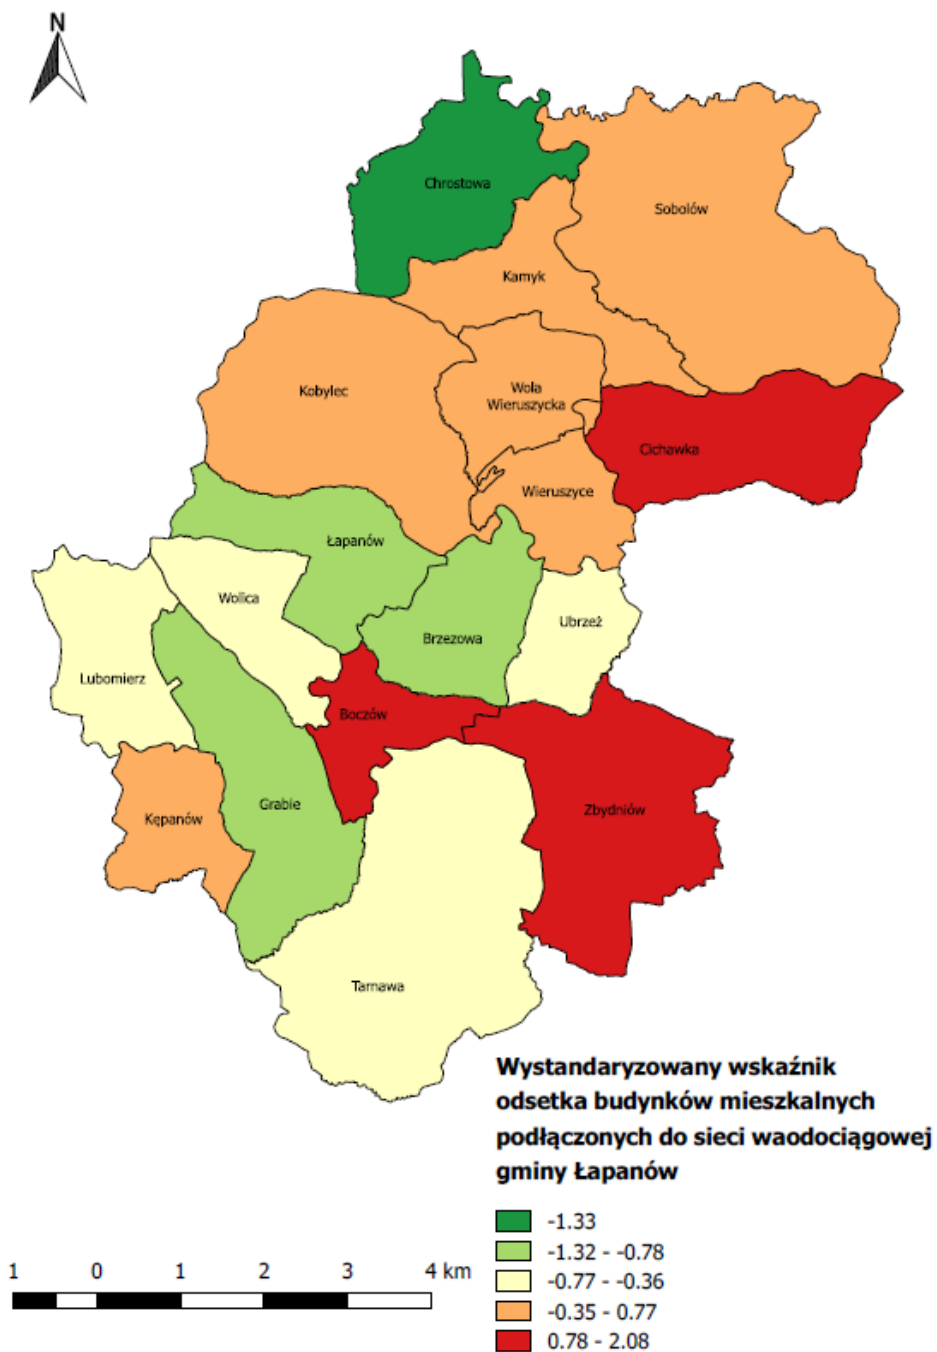 N
Chrostowa
Sobolów
Kamyk
Kobylec
Wola
Wieruszycka
Cichawka
Wieruszyce
Łapanów
Wolica
Ubrzeż
Brzezowa
Lubomierz
Boczów
Grabie
Zbydniów
Kępanów
Tarnawa
Wystandaryzowany wskaźnik
odsetka budynków mieszkalnych
podłączonych do sieci waodociągowej
gminy Łapanów
-1.33
-1.32 - -0.78
-0.77 - -0.36
-0.35 - 0.77
0.78 - 2.08
1 0 1 2 3 4 km